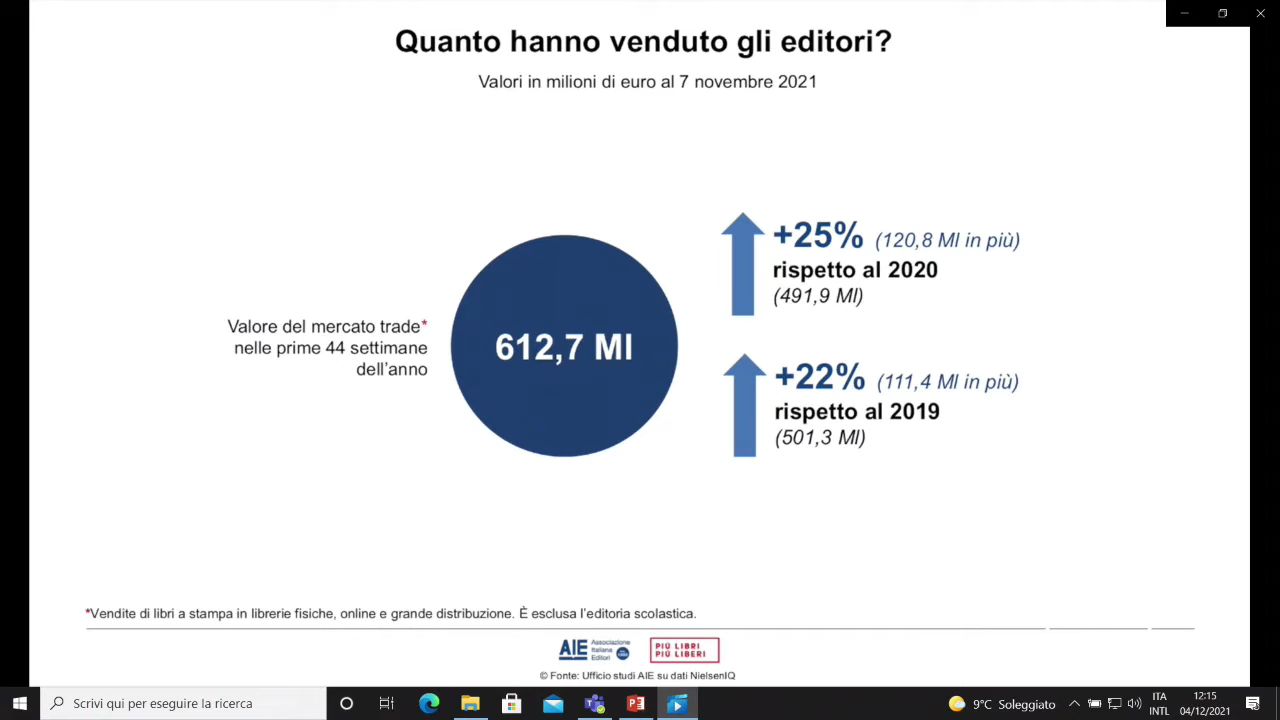 Quanto hanno venduto gli editori?
Valori in milioni di euro al 7 novembre 2021
Valore del mercato trade*
nelle prime 44 settimane
dell'anno
612,7 Ml
+25% (120,8 Ml in più)
rispetto al 2020
(491,9 Ml)
+22% (111,4 Ml in più)
rispetto al 2019
(501,3 Ml)
*Vendite di libri a stampa in librerie fisiche, online e grande distribuzione. È esclusa l'editoria scolastica.
AIE
Associazione
Italiana
Editori
PIÙ LIBRI
PIÙ LIBERI
© Fonte: Ufficio studi AIE su dati NielsenIQ
Scrivi qui per eseguire la ricerca
9°C Soleggiato
ITA
INTL
12:15
04/12/2021